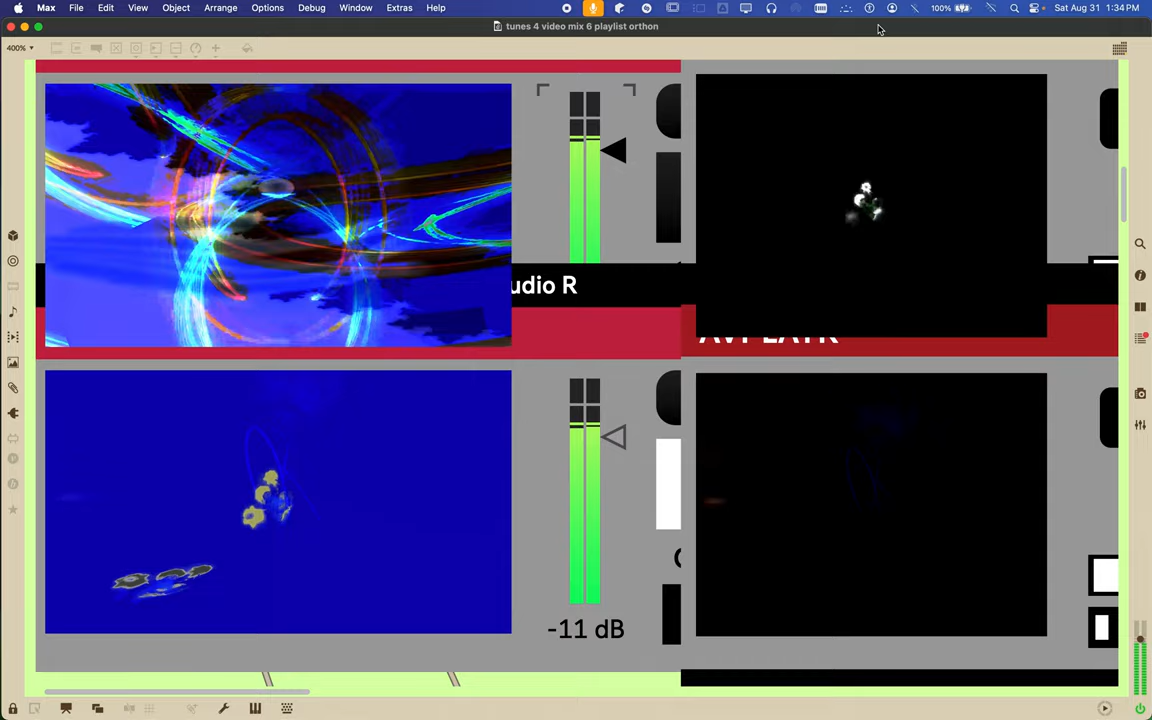 Max File Edit View Object Arrange Options Debug Window Extras Help
100% Sat Aug 31 1:34 PM
tunes 4 video mix 6 playlist orthon
400%
udio R
-11 dB